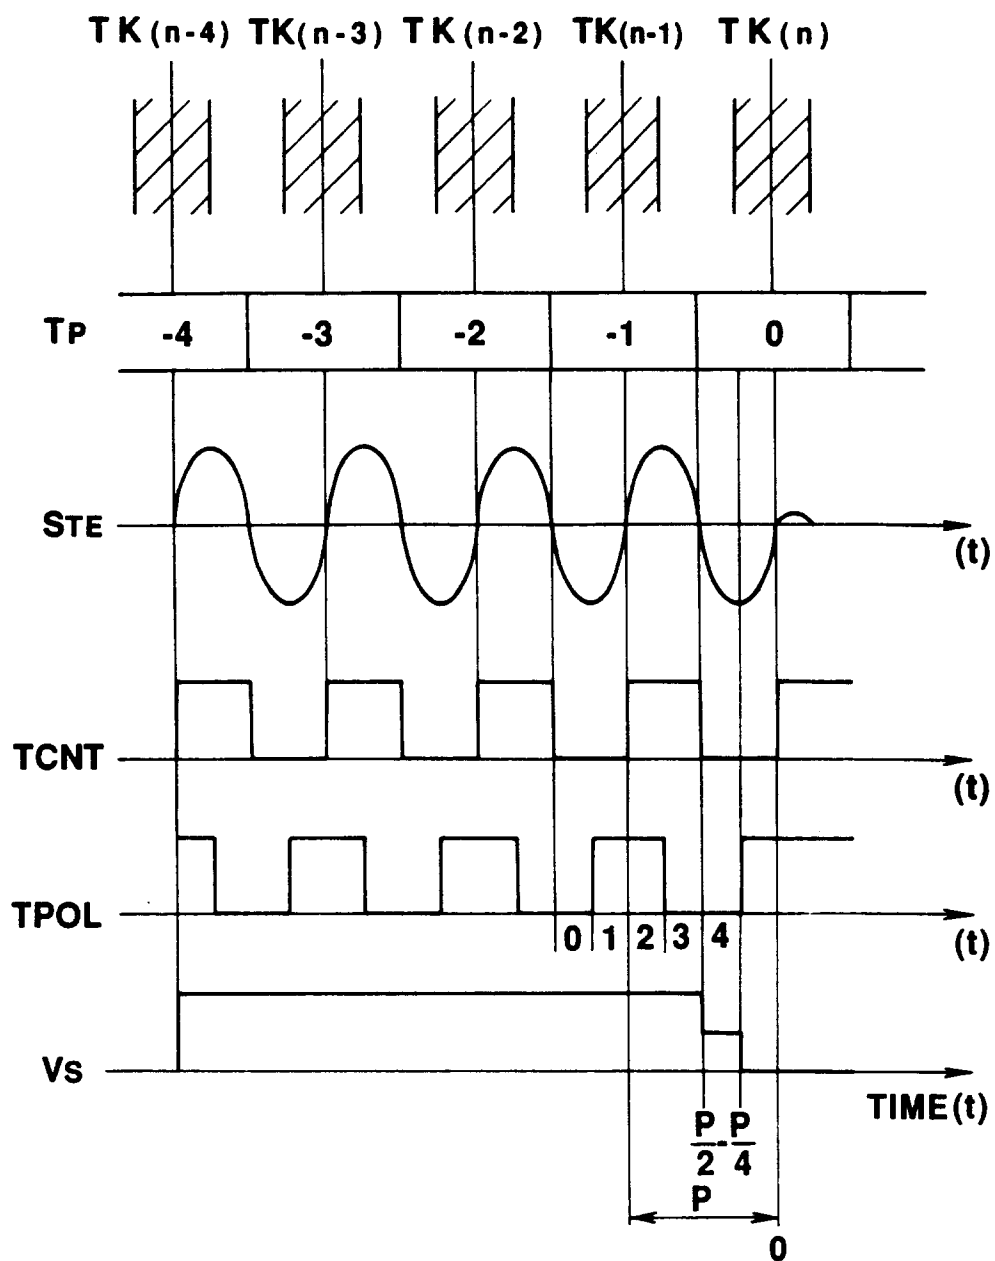 TK(n-4) TK(n-3) TK(n-2) TK(n-1) TK(n)
TP -4 -3 -2 -1 0
STE (t)
TCNT (t)
TPOL 0 1 2 3 4 (t)
VS
TIME(t)
P/2 - P/4
P
0